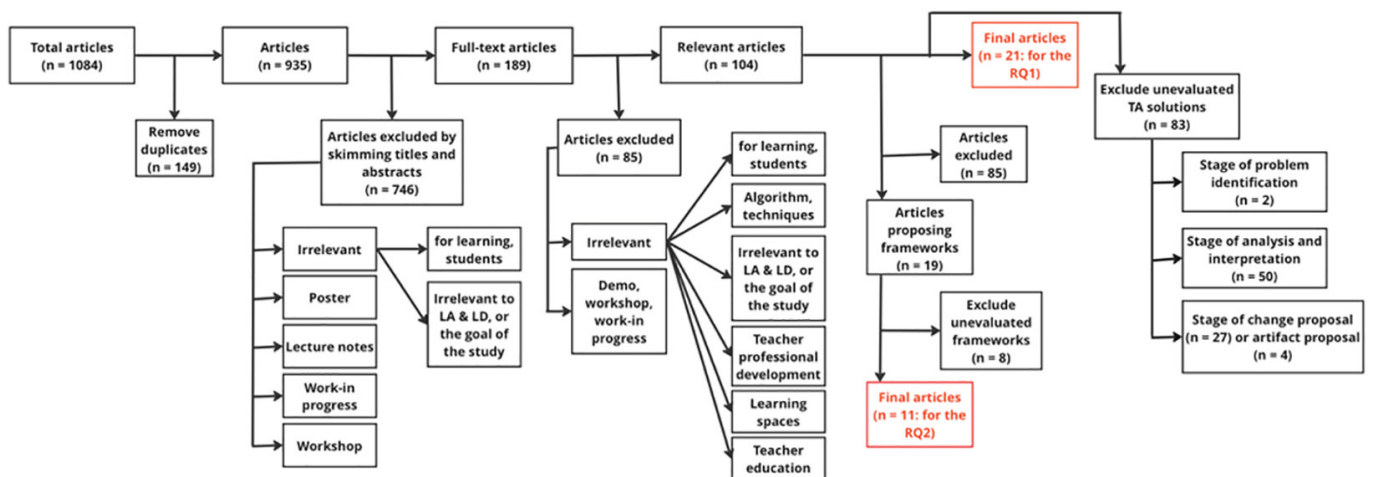 Total articles
(n = 1084)
Articles
(n = 935)
Full-text articles
(n = 189)
Relevant articles
(n = 104)
Final articles
(n = 21: for the
RQ1)
Exclude unevaluated
TA solutions
(n = 83)
Remove
duplicates
(n = 149)
Articles excluded by
skimming titles and
abstracts
(n = 746)
Articles excluded
(n = 85)
for learning,
students
Articles
excluded
(n = 85)
Stage of problem
identification
(n = 2)
Algorithm,
techniques
Articles
proposing
frameworks
(n = 19)
Irrelevant
for learning,
students
Irrelevant
Irrelevant to
LA & LD, or
the goal of
the study
Stage of analysis and
interpretation
(n = 50)
Poster
Irrelevant to
LA & LD, or
the goal of
the study
Demo,
workshop,
work-in
progress
Exclude
unevaluated
frameworks
(n = 8)
Stage of change proposal
(n = 27) or artifact proposal
(n = 4)
Lecture notes
Teacher
professional
development
Work-in
progress
Learning
spaces
Final articles
(n = 11: for the
RQ2)
Workshop
Teacher
education